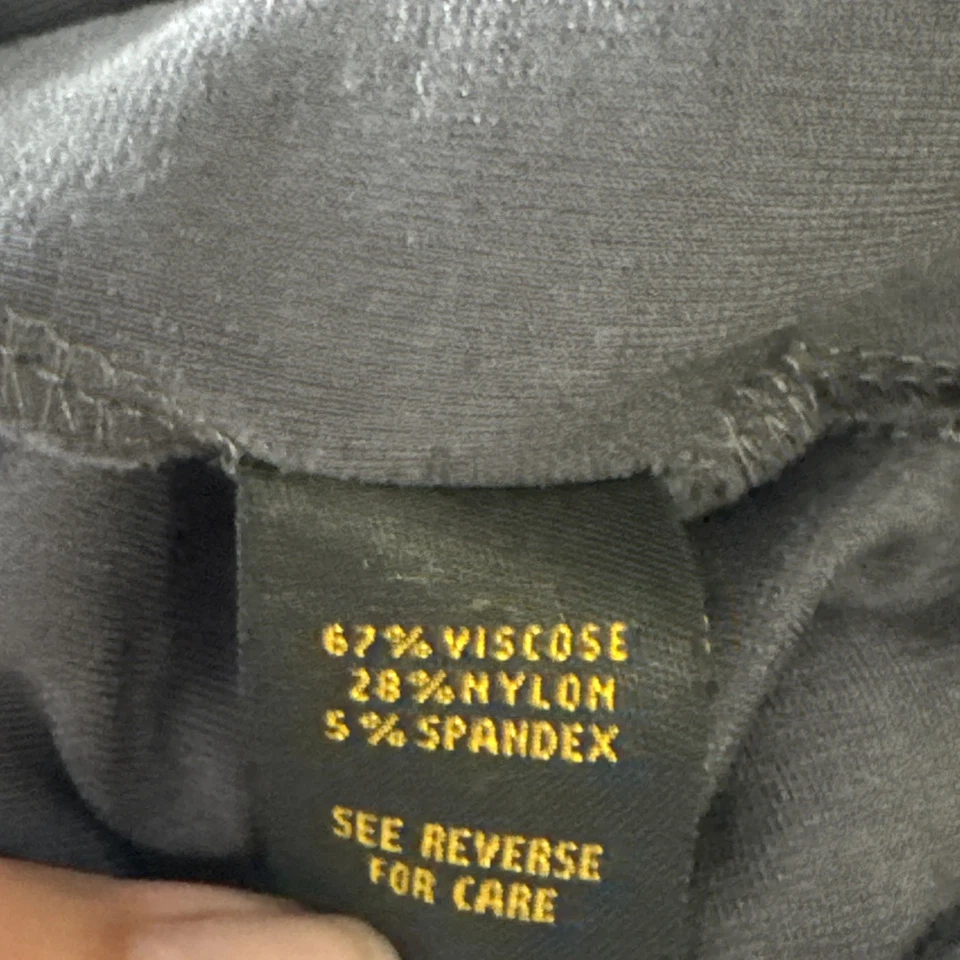 67% VISCOSE
28% NYLON
5% SPANDEX
SEE REVERSE
FOR CARE